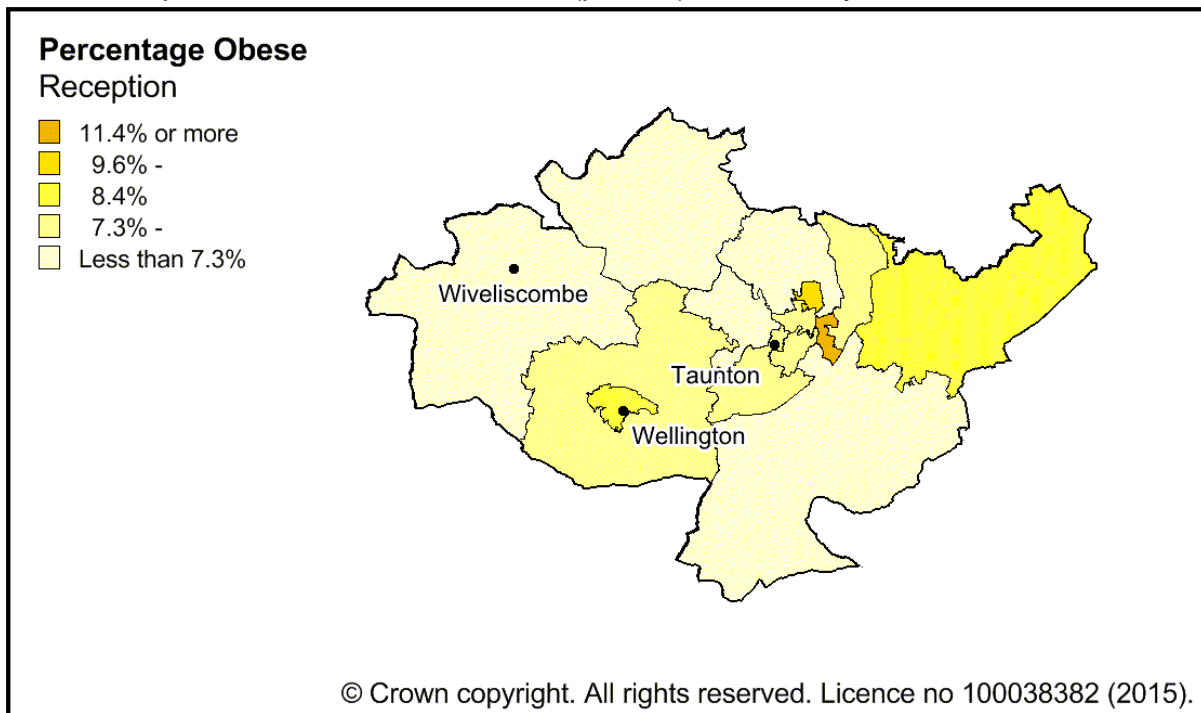 Percentage Obese
Reception
11.4% or more
9.6% -
8.4%
7.3% -
Less than 7.3%
Wiveliscombe
Taunton
Wellington
© Crown copyright. All rights reserved. Licence no 100038382 (2015).